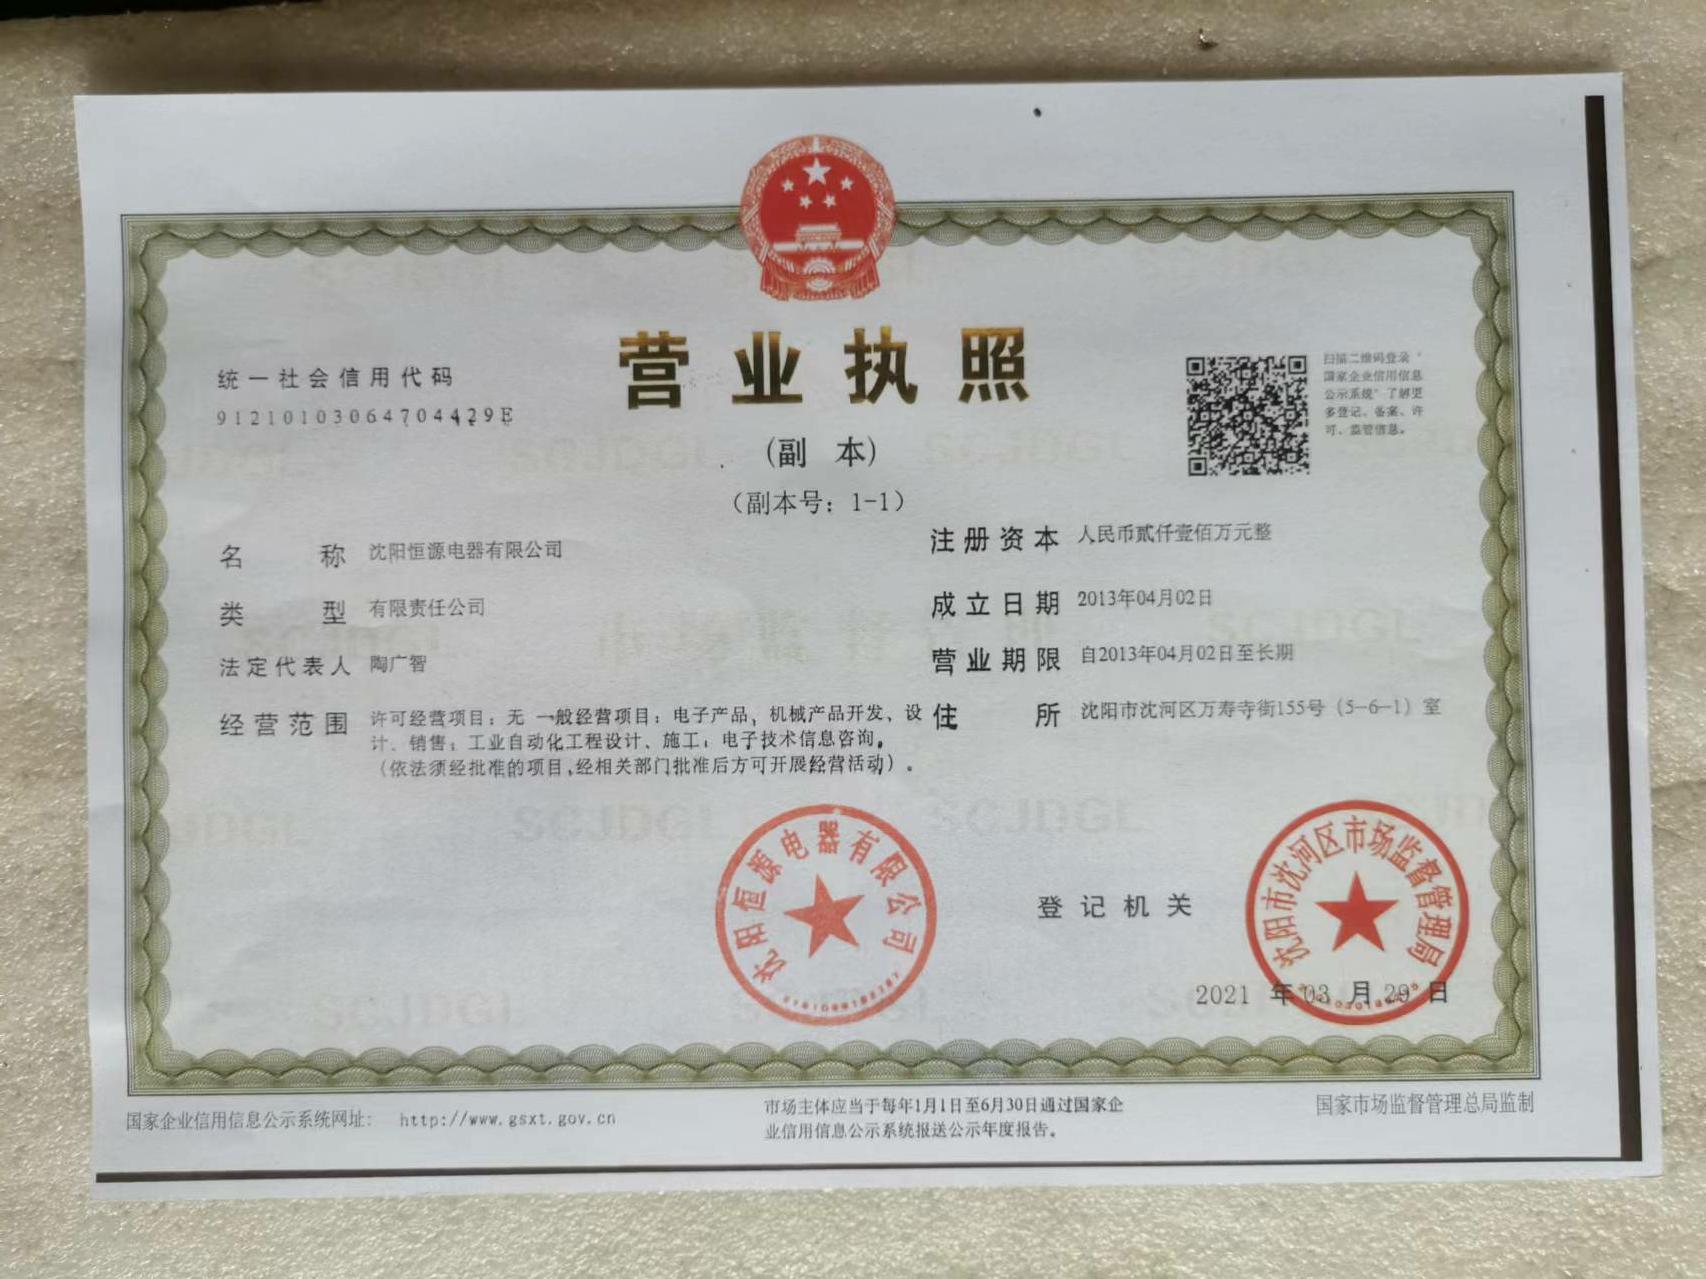 营业执照
(副 本)
(副本号: 1-1)
统一社会信用代码
91210103064704429E
扫描二维码登录“
国家企业信用信息
公示系统”了解更
多登记、备案、许
可、监管信息。
名 称 沈阳恒源电器有限公司
类 型 有限责任公司
法定代表人 陶广智
经营范围 许可经营项目：无 一般经营项目：电子产品、机械产品开发、设
计、销售；工业自动化工程设计、施工；电子技术信息咨询。
（依法须经批准的项目,经相关部门批准后方可开展经营活动）。
注册资本 人民币贰仟壹佰万元整
成立日期 2013年04月02日
营业期限 自2013年04月02日至长期
住 所 沈阳市沈河区万寿寺街155号（5-6-1）室
沈阳恒源电器有限公司
登记机关
沈阳市沈河区市场监督管理局
2021 年 03 月 29 日
国家企业信用信息公示系统网址： http://www.gsxt.gov.cn
市场主体应当于每年1月1日至6月30日通过国家企
业信用信息公示系统报送公示年度报告。
国家市场监督管理总局监制